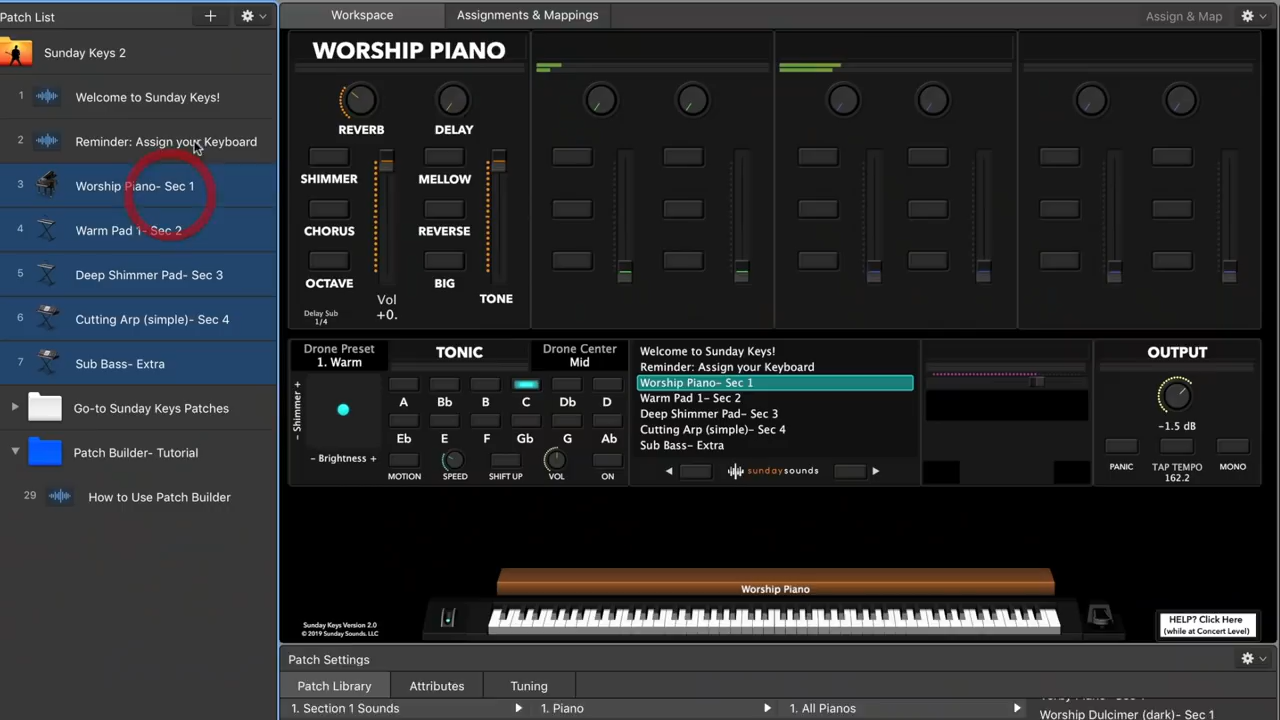 Patch List
Workspace
Assignments & Mappings
Assign & Map
Sunday Keys 2
1 Welcome to Sunday Keys!
2 Reminder: Assign your Keyboard
3 Worship Piano- Sec 1
4 Warm Pad 1- Sec 2
5 Deep Shimmer Pad- Sec 3
6 Cutting Arp (simple)- Sec 4
7 Sub Bass- Extra
Go-to Sunday Keys Patches
Patch Builder- Tutorial
29 How to Use Patch Builder
WORSHIP PIANO
REVERB
DELAY
SHIMMER
MELLOW
CHORUS
REVERSE
OCTAVE
BIG
Vol
+0.
TONE
Delay Sub
1/4
Drone Preset
1. Warm
TONIC
Drone Center
Mid
- Shimmer +
- Brightness +
A Bb B C Db D
Eb E F Gb G Ab
MOTION SPEED SHIFT UP VOL ON
Welcome to Sunday Keys!
Reminder: Assign your Keyboard
Worship Piano- Sec 1
Warm Pad 1- Sec 2
Deep Shimmer Pad- Sec 3
Cutting Arp (simple)- Sec 4
Sub Bass- Extra
sundaysounds
OUTPUT
-1.5 dB
PANIC
TAP TEMPO
162.2
MONO
Worship Piano
Sunday Keys Version 2.0
© 2019 Sunday Sounds, LLC
HELP? Click Here
(while at Concert Level)
Patch Settings
Patch Library
Attributes
Tuning
1. Section 1 Sounds
1. Piano
1. All Pianos
Worship Dulcimer (dark)- Sec 1